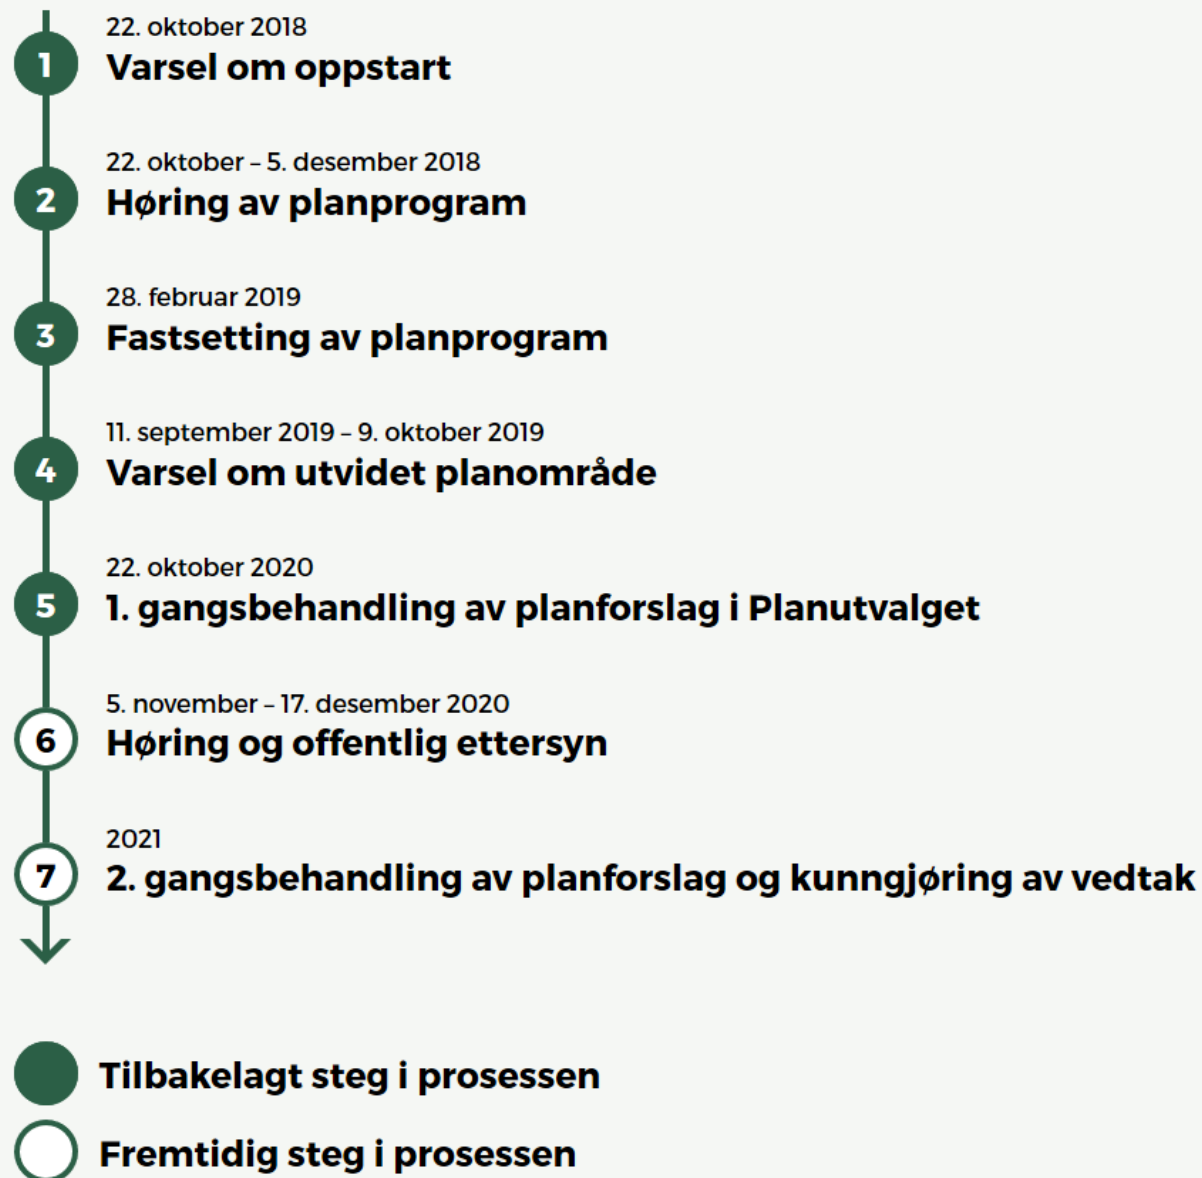 22. oktober 2018
1 Varsel om oppstart
22. oktober – 5. desember 2018
2 Høring av planprogram
28. februar 2019
3 Fastsetting av planprogram
11. september 2019 – 9. oktober 2019
4 Varsel om utvidet planområde
22. oktober 2020
5 1. gangsbehandling av planforslag i Planutvalget
5. november – 17. desember 2020
6 Høring og offentlig ettersyn
2021
7 2. gangsbehandling av planforslag og kunngjøring av vedtak
Tilbakelagt steg i prosessen
Fremtidig steg i prosessen